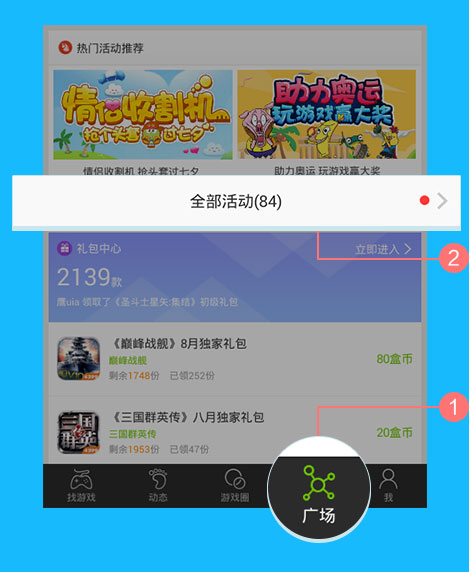 热门活动推荐
情侣收割机
抢个头套过七夕
助力奥运
玩游戏赢大奖
情侣收割机 抢头套过七夕
助力奥运 玩游戏赢大奖
全部活动(84)
2
礼包中心
立即进入
2139款
鹰uia 领取了《圣斗士星矢:集结》初级礼包
《巅峰战舰》8月独家礼包
巅峰战舰
80盒币
剩余1748份 已领252份
1
《三国群英传》八月独家礼包
三国群英传
20盒币
剩余1953份 已领47份
找游戏
动态
游戏圈
广场
我